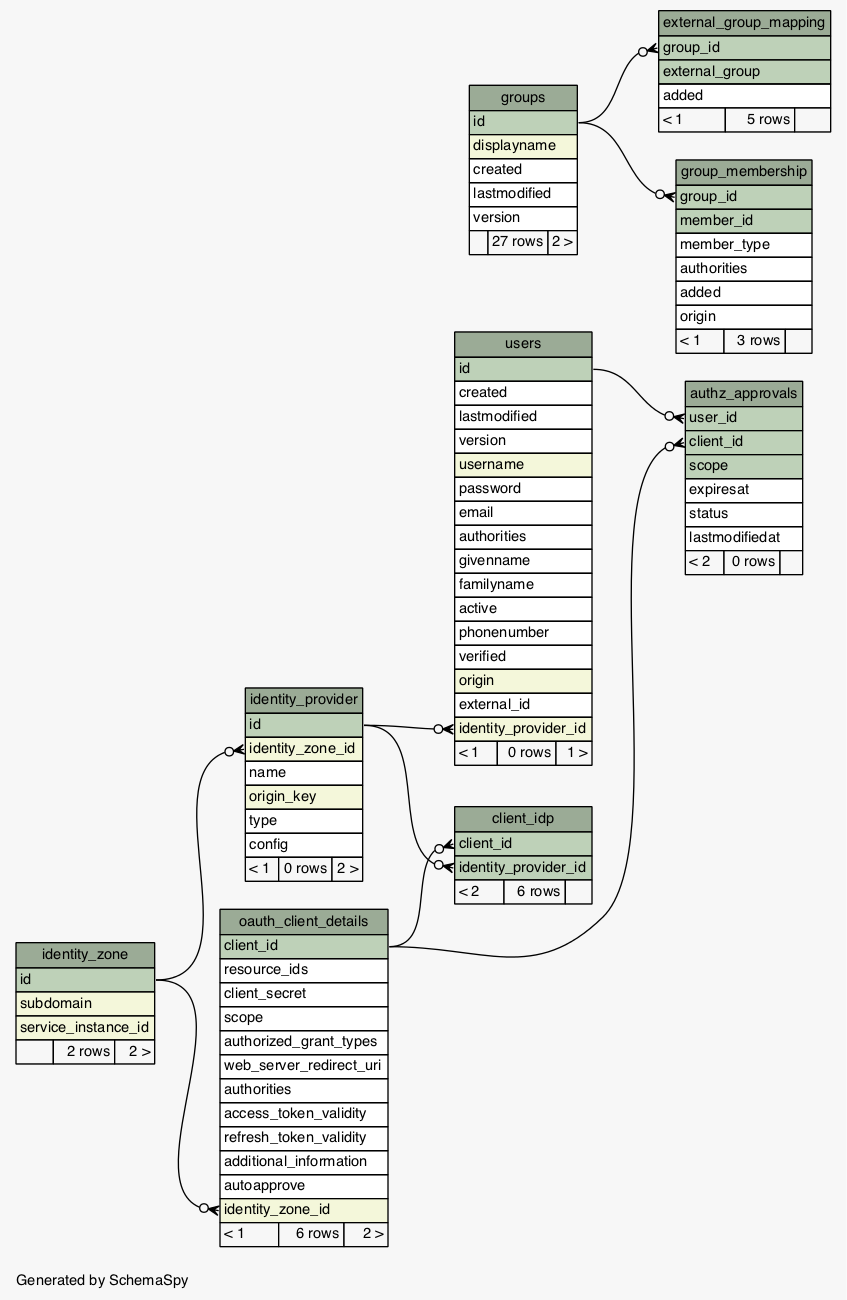 external_group_mapping
group_id
external_group
added
< 1 5 rows
groups
id
displayname
created
lastmodified
version
27 rows 2 >
group_membership
group_id
member_id
member_type
authorities
added
origin
< 1 3 rows
users
id
created
lastmodified
version
username
password
email
authorities
givenname
familyname
active
phonenumber
verified
origin
external_id
identity_provider_id
< 1 0 rows 1 >
authz_approvals
user_id
client_id
scope
expiresat
status
lastmodifiedat
< 2 0 rows
identity_provider
id
identity_zone_id
name
origin_key
type
config
< 1 0 rows 2 >
client_idp
client_id
identity_provider_id
< 2 6 rows
oauth_client_details
client_id
resource_ids
client_secret
scope
authorized_grant_types
web_server_redirect_uri
authorities
access_token_validity
refresh_token_validity
additional_information
autoapprove
identity_zone_id
< 1 6 rows 2 >
identity_zone
id
subdomain
service_instance_id
2 rows 2 >
Generated by SchemaSpy